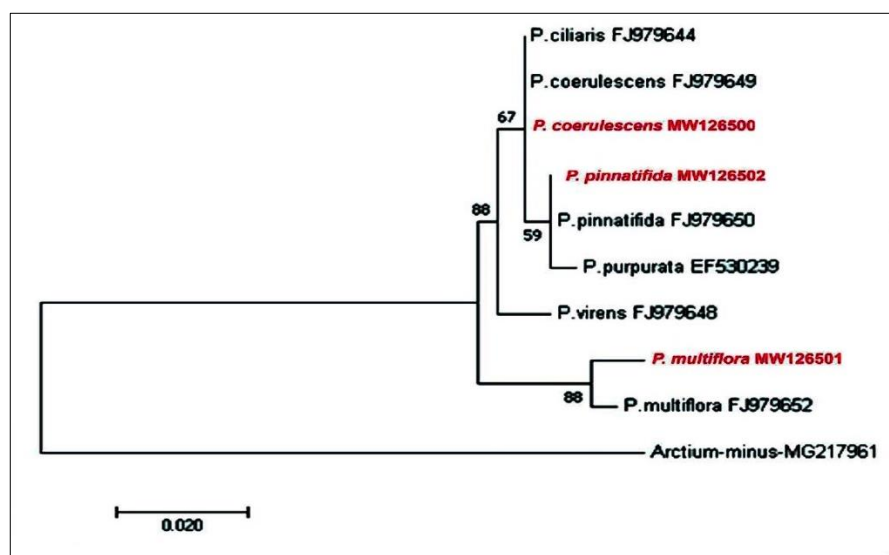 P.ciliaris FJ979644
P.coerulescens FJ979649
67
P. coerulescens MW126500
P. pinnatifida MW126502
88
P.pinnatifida FJ979650
59
P.purpurata EF530239
P.virens FJ979648
P. multiflora MW126501
88
P.multiflora FJ979652
Arctium-minus-MG217961
0.020